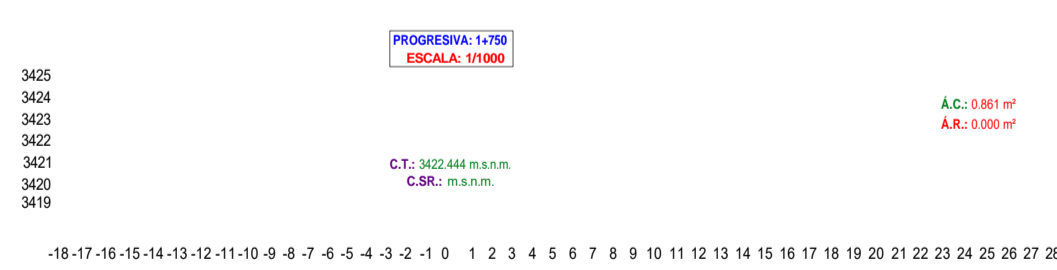 PROGRESIVA: 1+750
ESCALA: 1/1000
3425
3424
3423
3422
3421
3420
3419
Á.C.: 0.861 m²
Á.R.: 0.000 m²
C.T.: 3422.444 m.s.n.m.
C.SR.: m.s.n.m.
-18 -17 -16 -15 -14 -13 -12 -11 -10 -9 -8 -7 -6 -5 -4 -3 -2 -1 0 1 2 3 4 5 6 7 8 9 10 11 12 13 14 15 16 17 18 19 20 21 22 23 24 25 26 27 28